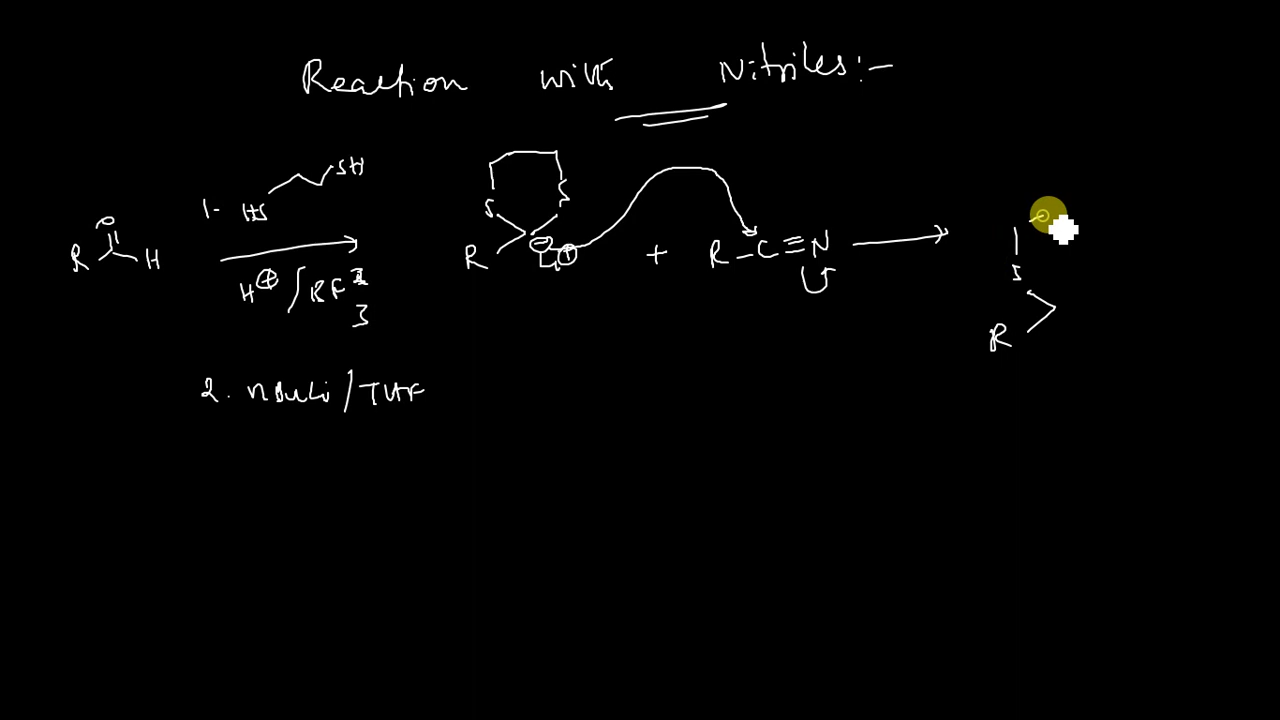 Reaction with Nitriles:-
1- HS SH
R O H
H⊕/BF3
2. nBuLi/THF
S S
R ⊖ Li⊕ + R-C≡N
S
R